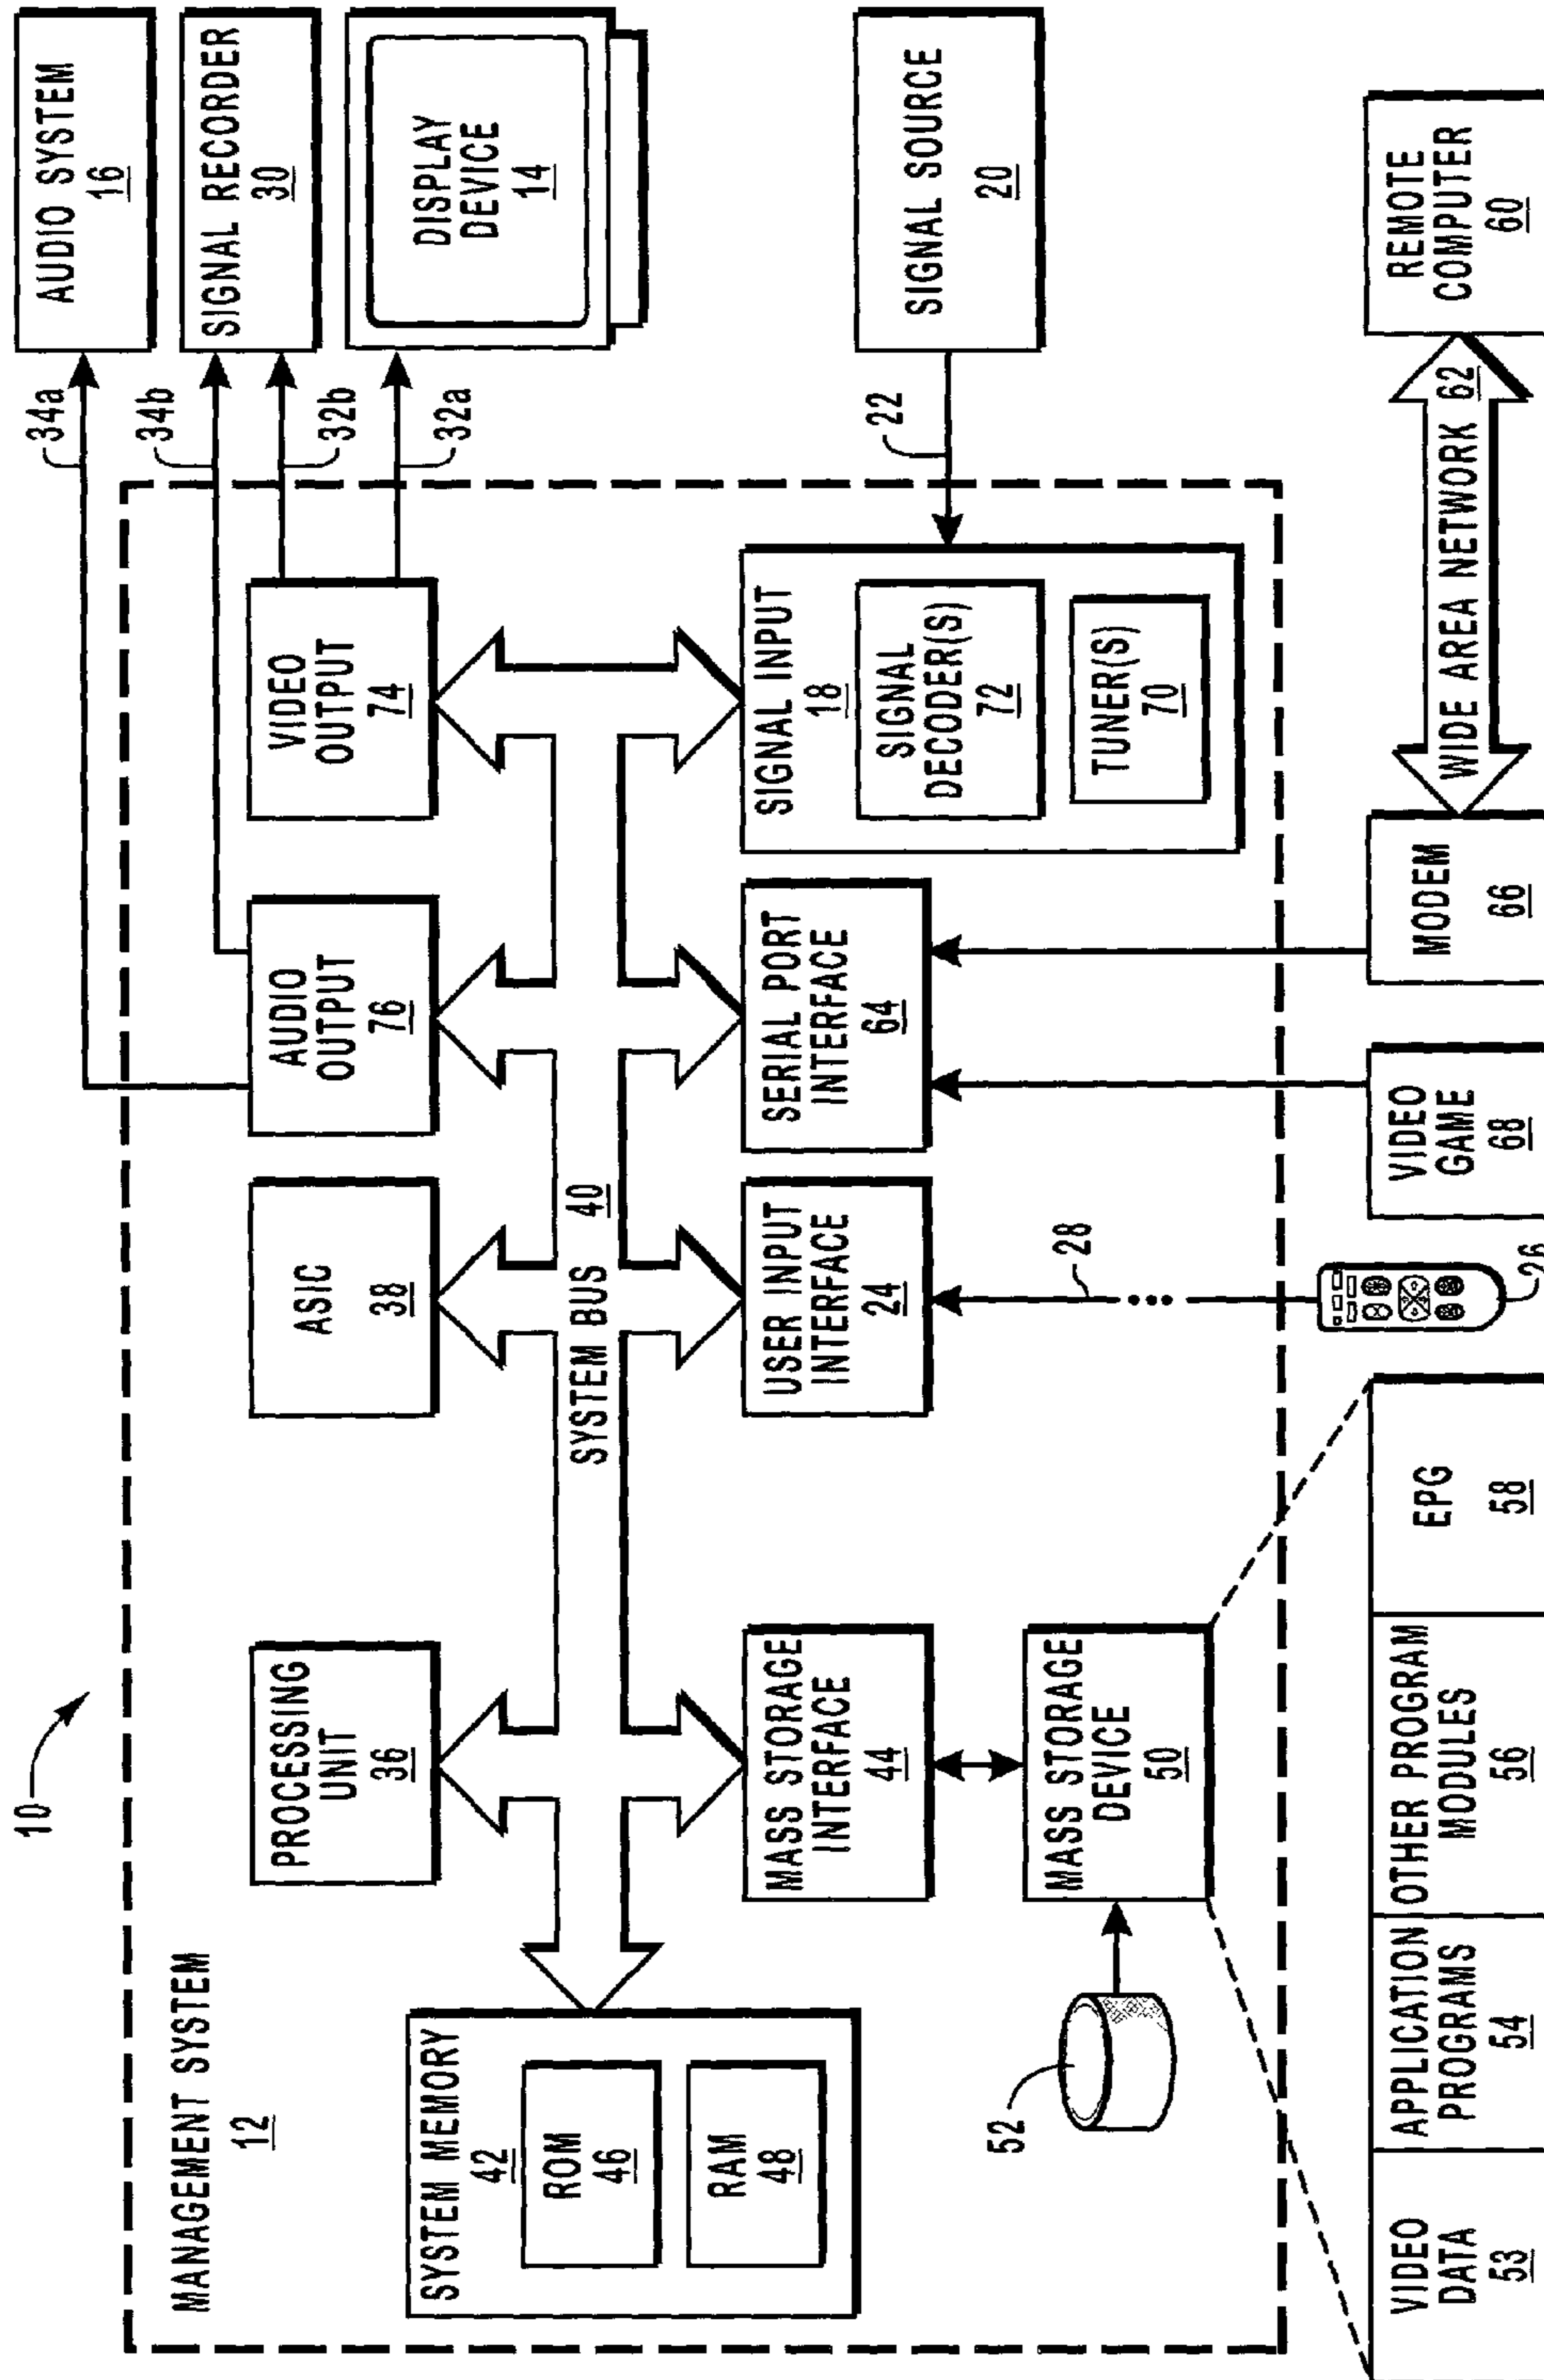 10
MANAGEMENT SYSTEM
12
SYSTEM MEMORY
42
ROM
46
RAM
48
PROCESSING
UNIT
36
ASIC
38
AUDIO
OUTPUT
76
VIDEO
OUTPUT
74
34a
34b
32b
32a
AUDIO SYSTEM
16
SIGNAL RECORDER
30
DISPLAY
DEVICE
14
SYSTEM BUS 40
MASS STORAGE
INTERFACE
44
USER INPUT
INTERFACE
24
SERIAL PORT
INTERFACE
64
SIGNAL INPUT
18
SIGNAL
DECODER(S)
72
TUNER(S)
70
22
SIGNAL SOURCE
20
52
MASS STORAGE
DEVICE
50
28
26
VIDEO
DATA
53
APPLICATION
PROGRAMS
54
OTHER PROGRAM
MODULES
56
EPG
58
VIDEO
GAME
68
MODEM
66
WIDE AREA NETWORK 62
REMOTE
COMPUTER
60